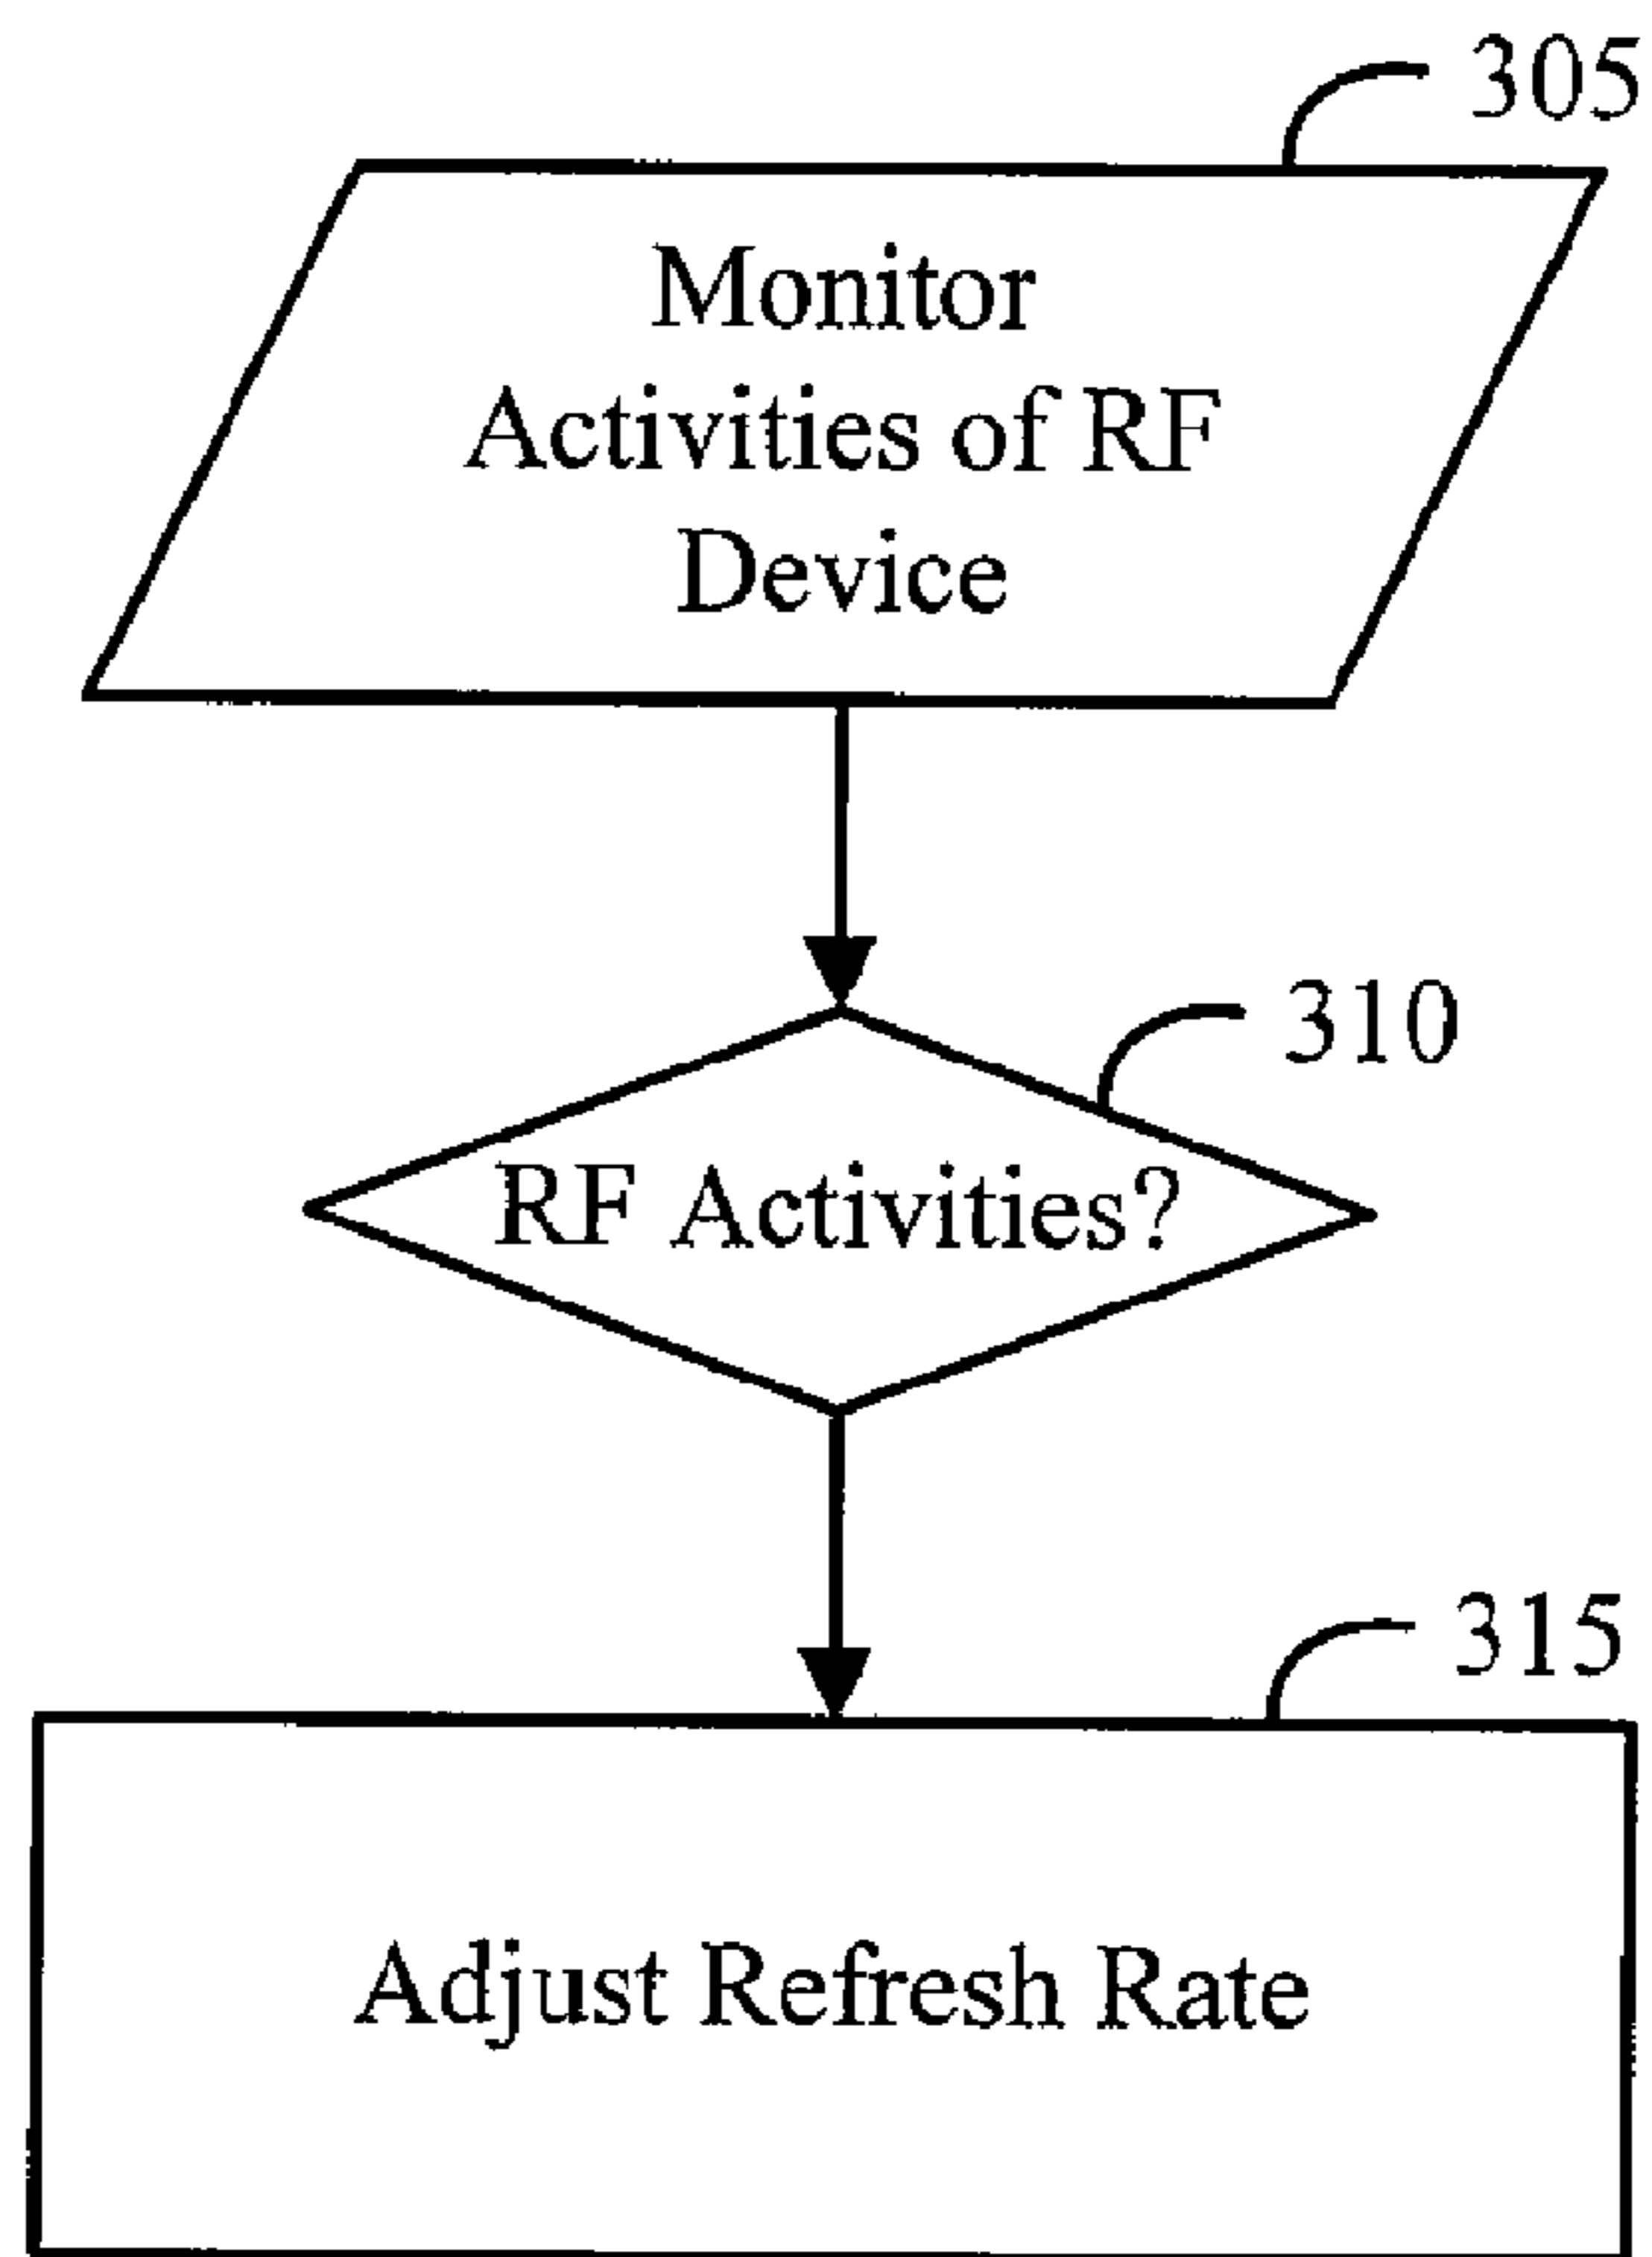 305
Monitor
Activities of RF
Device
310
RF Activities?
315
Adjust Refresh Rate